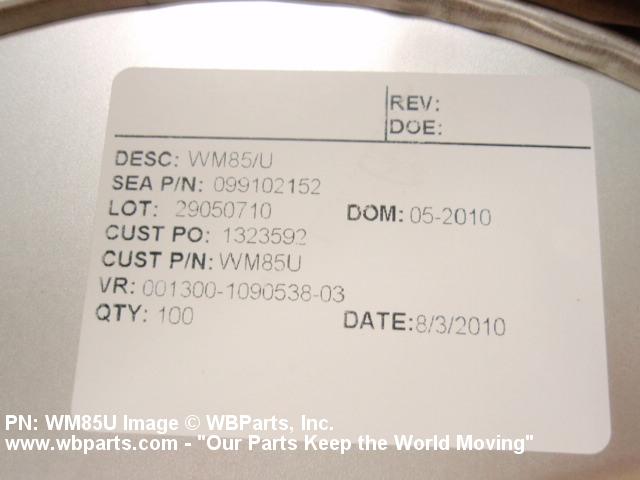 REV:
DOE:
DESC: WM85/U
SEA P/N: 099102152
LOT: 29050710 DOM: 05-2010
CUST PO: 1323592
CUST P/N: WM85U
VR: 001300-1090538-03
QTY: 100 DATE:8/3/2010
PN: WM85U Image © WBParts, Inc.
www.wbparts.com - "Our Parts Keep the World Moving"